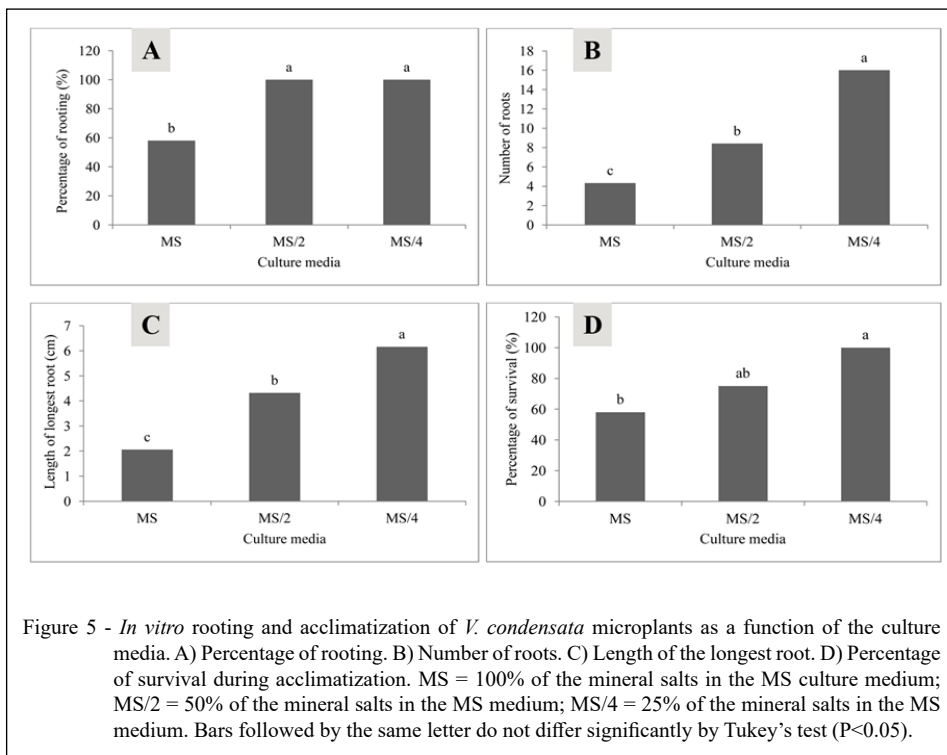 A
Percentage of rooting (%)
120
100
80
60
40
20
0
b
a
a
MS
MS/2
MS/4
Culture media
B
Number of roots
18
16
14
12
10
8
6
4
2
0
c
b
a
MS
MS/2
MS/4
Culture media
C
Length of longest root (cm)
7
6
5
4
3
2
1
0
c
b
a
MS
MS/2
MS/4
Culture media
D
Percentage of survival (%)
120
100
80
60
40
20
0
b
ab
a
MS
MS/2
MS/4
Culture media
Figure 5 - In vitro rooting and acclimatization of V. condensata microplants as a function of the culture
media. A) Percentage of rooting. B) Number of roots. C) Length of the longest root. D) Percentage
of survival during acclimatization. MS = 100% of the mineral salts in the MS culture medium;
MS/2 = 50% of the mineral salts in the MS medium; MS/4 = 25% of the mineral salts in the MS
medium. Bars followed by the same letter do not differ significantly by Tukey’s test (P<0.05).